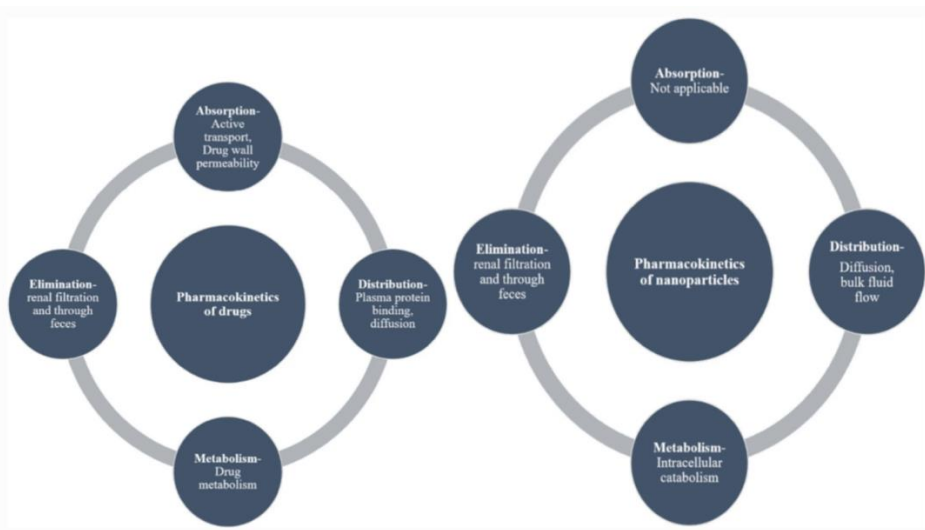 Absorption-
Active
transport,
Drug wall
permeability
Elimination-
renal filtration
and through
feces
Pharmacokinetics
of drugs
Distribution-
Plasma protein
binding,
diffusion
Metabolism-
Drug
metabolism
Absorption-
Not applicable
Elimination-
renal filtration
and through
feces
Pharmacokinetics
of nanoparticles
Distribution-
Diffusion,
bulk fluid
flow
Metabolism-
Intracellular
catabolism